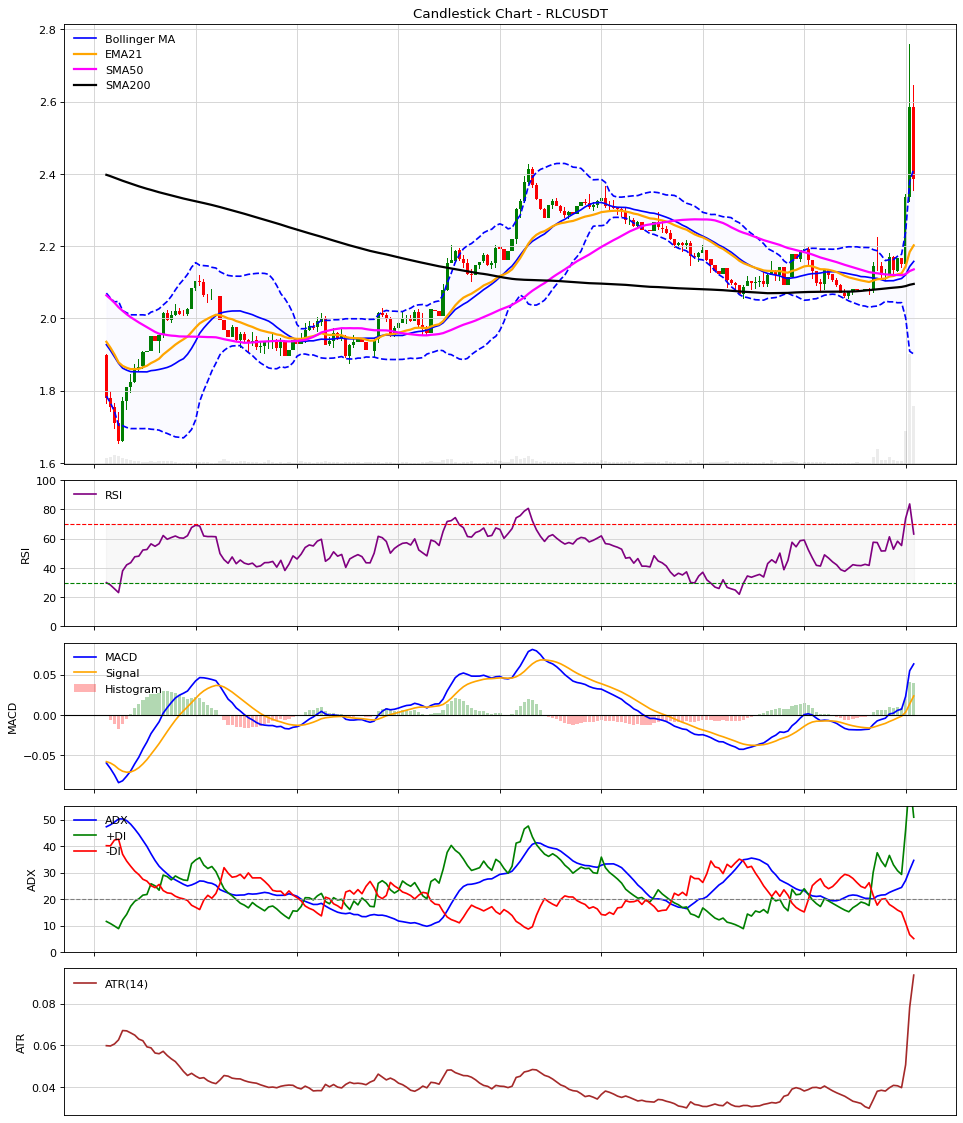 Candlestick Chart - RLCUSDT
2.8
2.6
2.4
2.2
2.0
1.8
1.6
Bollinger MA
EMA21
SMA50
SMA200
100
80
60
40
20
0
RSI
RSI
0.05
0.00
−0.05
MACD
MACD
Signal
Histogram
50
40
30
20
10
0
ADX
ADX
+DI
-DI
0.08
0.06
0.04
ATR
ATR(14)